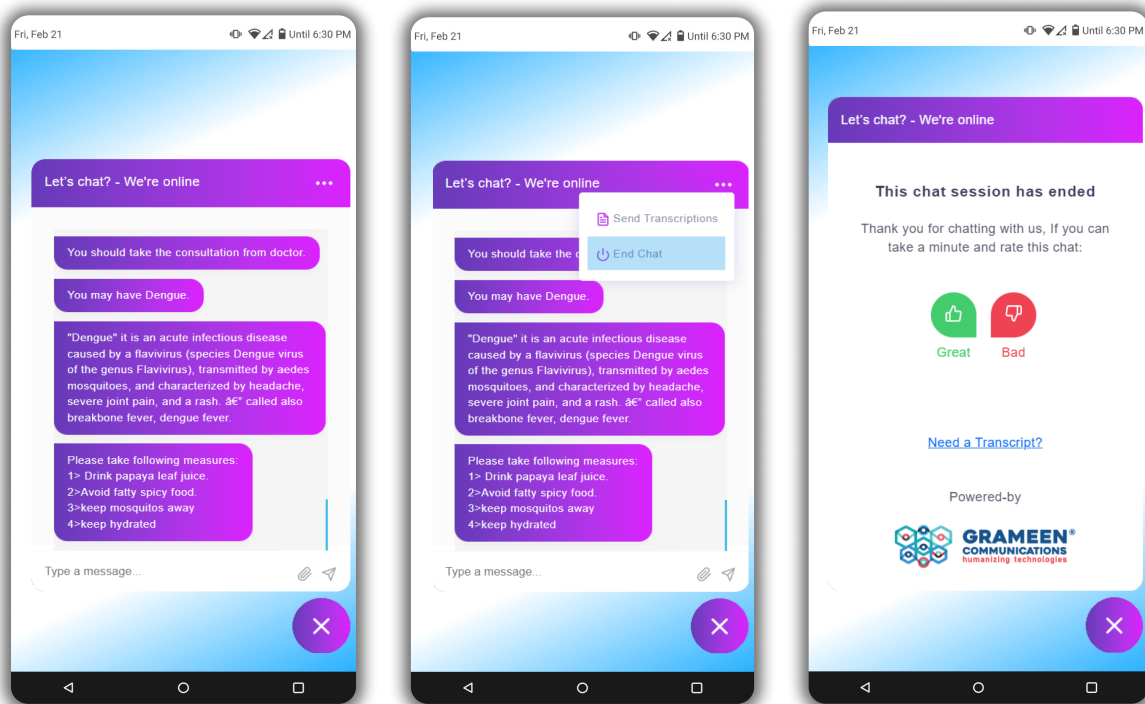 Fri, Feb 21
Until 6:30 PM
Let's chat? - We're online
You should take the consultation from doctor.
You may have Dengue.
"Dengue" it is an acute infectious disease
caused by a flavivirus (species Dengue virus
of the genus Flavivirus), transmitted by aedes
mosquitoes, and characterized by headache,
severe joint pain, and a rash. â€” called also
breakbone fever, dengue fever.
Please take following measures:
1> Drink papaya leaf juice.
2>Avoid fatty spicy food.
3>keep mosquitos away
4>keep hydrated
Type a message...
Fri, Feb 21
Until 6:30 PM
Let's chat? - We're online
Send Transcriptions
End Chat
You should take the
You may have Dengue.
"Dengue" it is an acute infectious disease
caused by a flavivirus (species Dengue virus
of the genus Flavivirus), transmitted by aedes
mosquitoes, and characterized by headache,
severe joint pain, and a rash. â€” called also
breakbone fever, dengue fever.
Please take following measures:
1> Drink papaya leaf juice.
2>Avoid fatty spicy food.
3>keep mosquitos away
4>keep hydrated
Type a message...
Fri, Feb 21
Until 6:30 PM
Let's chat? - We're online
This chat session has ended
Thank you for chatting with us, If you can
take a minute and rate this chat:
Great
Bad
Need a Transcript?
Powered-by
GRAMEEN®
COMMUNICATIONS
humanizing technologies